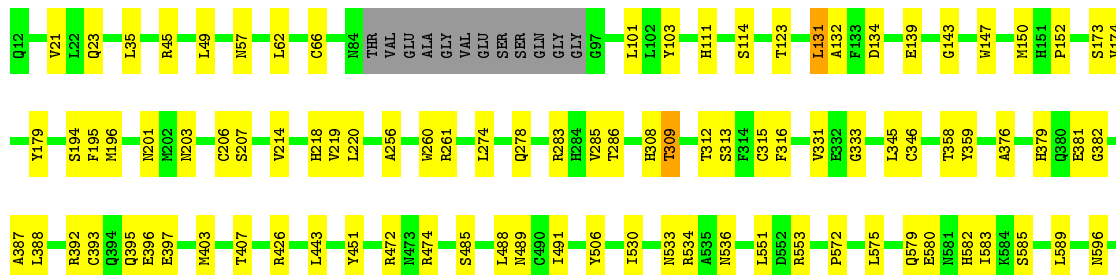 Q12 V21 L22 Q23 L35 R45 L49 N57 L62 C66 N84 THR VAL GLU ALA GLY VAL VAL GLU SER SER GLN GLY GLY G97 L101 L102 Y103 H111 S114 T123 L131 A132 F133 D134 E139 G143 W147 M150 H151 P152 S173
Y179 S194 F195 M196 N201 M202 N203 C206 S207 V214 H218 V219 L220 A256 W260 R261 L274 Q278 R283 H284 V285 T286 H308 T309 T312 S313 F314 C315 F316 V331 E332 G333 L345 C346 T358 Y359 A376 H379 Q380 E381 G382
A387 L388 R392 C393 Q394 Q395 E396 E397 M403 T407 R426 L443 Y451 R472 N473 R474 S485 L488 N489 C490 I491 Y506 I530 N533 R534 A535 N536 L551 D552 R553 P572 L575 Q579 E580 N581 H582 I583 K584 S585 L589 N596